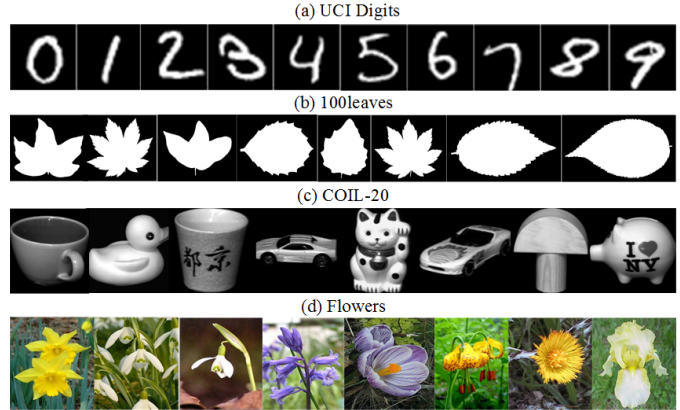 (a) UCI Digits
0 1 2 3 4 5 6 7 8 9
(b) 100leaves
(c) COIL-20
都 京
I
NY
(d) Flowers